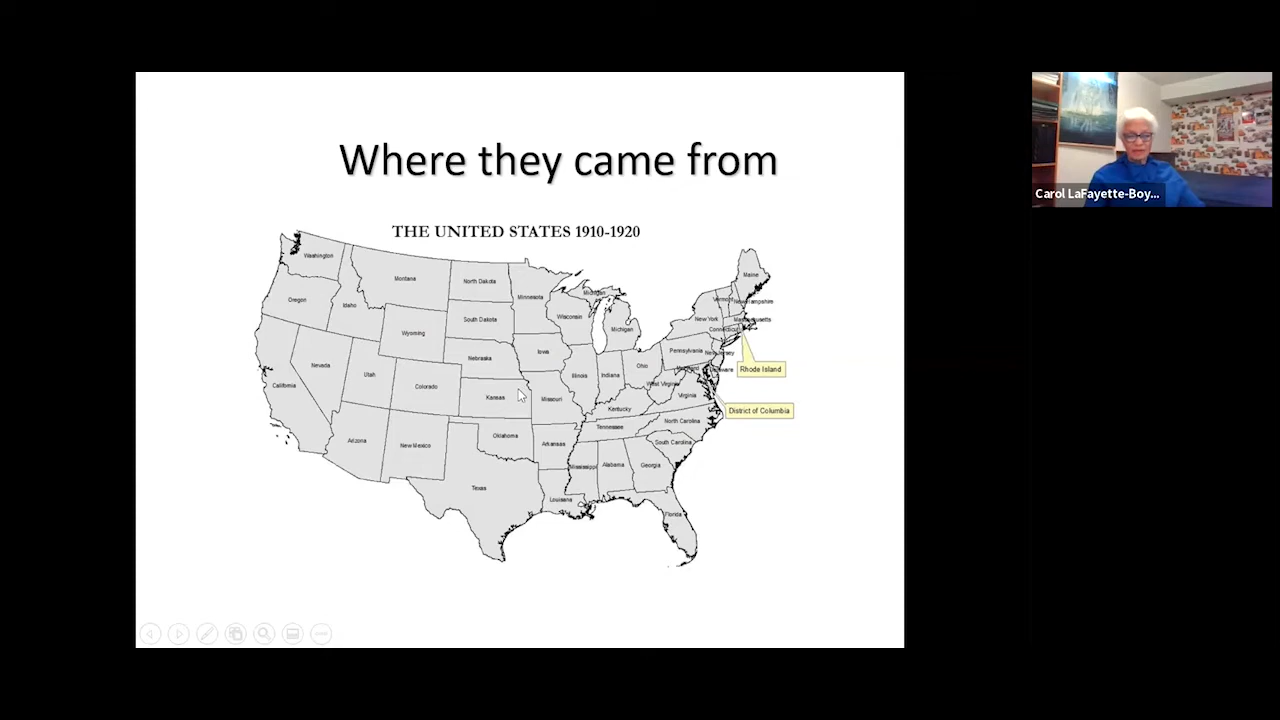 Where they came from
THE UNITED STATES 1910-1920
Washington
Montana
North Dakota
Minnesota
Michigan
Maine
Oregon
Idaho
Wyoming
South Dakota
Wisconsin
Michigan
New York
Vermont
New Hampshire
Massachusetts
Connecticut
Rhode Island
Nevada
Utah
Colorado
Nebraska
Iowa
Illinois
Indiana
Ohio
Pennsylvania
New Jersey
Maryland
Delaware
California
Kansas
Missouri
Kentucky
West Virginia
Virginia
District of Columbia
Arizona
New Mexico
Oklahoma
Arkansas
Tennessee
North Carolina
South Carolina
Texas
Louisiana
Mississippi
Alabama
Georgia
Florida
Carol LaFayette-Boy...